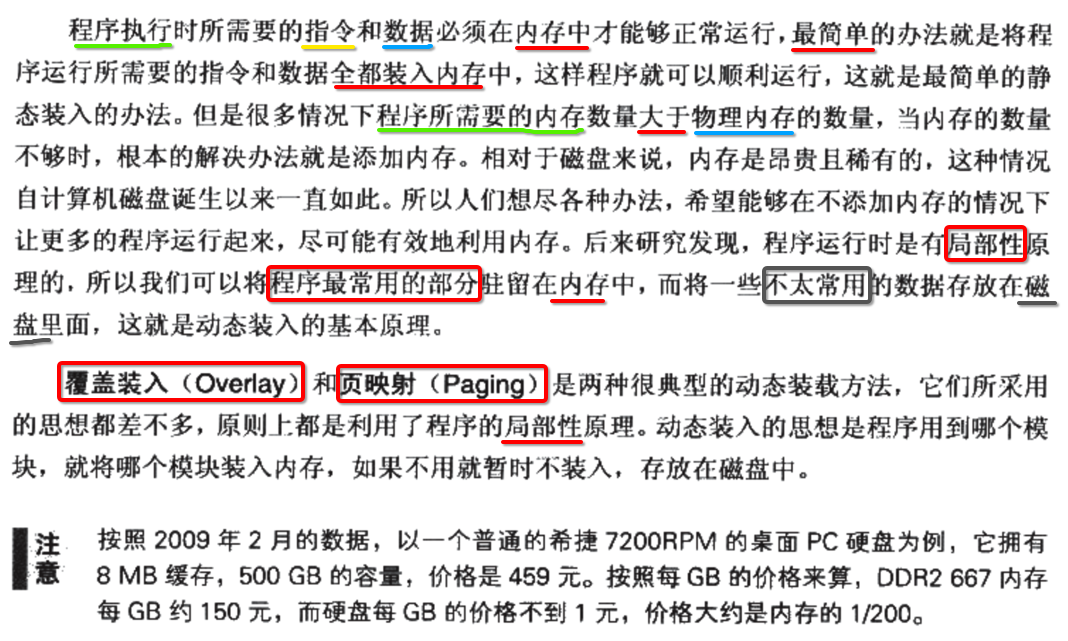 程序执行时所需要的指令和数据必须在内存中才能够正常运行，最简单的办法就是将程
序运行所需要的指令和数据全都装入内存中，这样程序就可以顺利运行，这就是最简单的静
态装入的办法。但是很多情况下程序所需要的内存数量大于物理内存的数量，当内存的数量
不够时，根本的解决办法就是添加内存。相对于磁盘来说，内存是昂贵且稀有的，这种情况
自计算机磁盘诞生以来一直如此。所以人们想尽各种办法，希望能够在不添加内存的情况下
让更多的程序运行起来，尽可能有效地利用内存。后来研究发现，程序运行时是有局部性原
理的，所以我们可以将程序最常用的部分驻留在内存中，而将一些不太常用的数据存放在磁
盘里面，这就是动态装入的基本原理。
覆盖装入（Overlay）和页映射（Paging）是两种很典型的动态装载方法，它们所采用
的思想都差不多，原则上都是利用了程序的局部性原理。动态装入的思想是程序用到哪个模
块，就将哪个模块装入内存，如果不用就暂时不装入，存放在磁盘中。
注意
按照 2009 年 2 月的数据，以一个普通的希捷 7200RPM 的桌面 PC 硬盘为例，它拥有
8 MB 缓存，500 GB 的容量，价格是 459 元。按照每 GB 的价格来算，DDR2 667 内存
每 GB 约 150 元，而硬盘每 GB 的价格不到 1 元，价格大约是内存的 1/200。